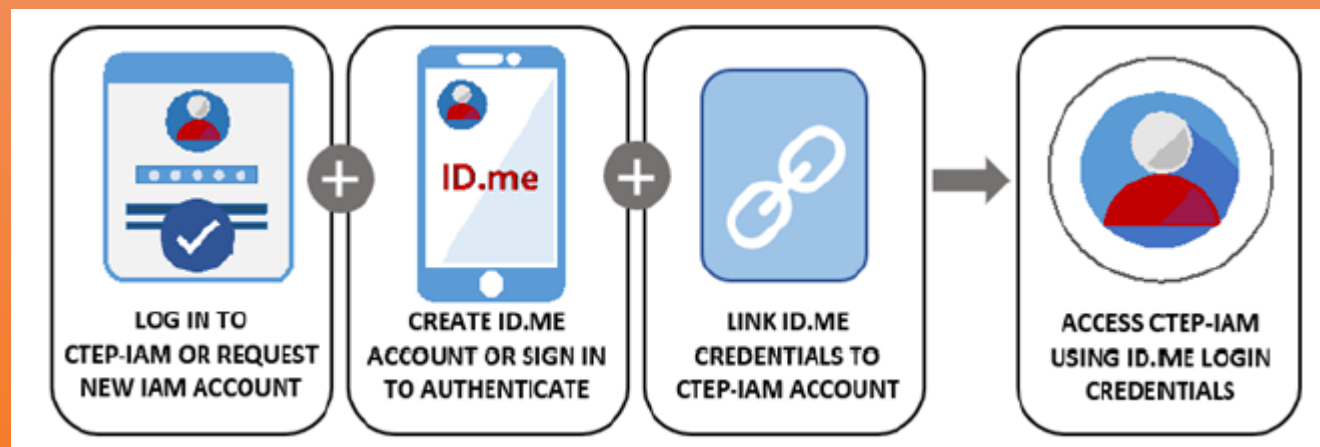 ID.me
LOG IN TO
CTEP-IAM OR REQUEST
NEW IAM ACCOUNT
CREATE ID.ME
ACCOUNT OR SIGN IN
TO AUTHENTICATE
LINK ID.ME
CREDENTIALS TO
CTEP-IAM ACCOUNT
ACCESS CTEP-IAM
USING ID.ME LOGIN
CREDENTIALS